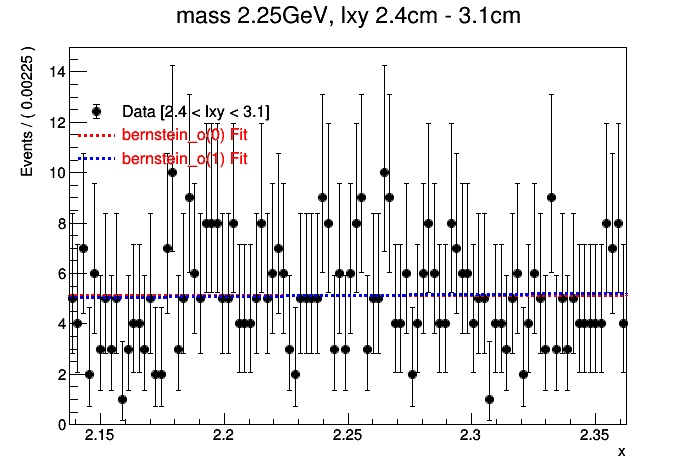 mass 2.25GeV, lxy 2.4cm - 3.1cm
Events / ( 0.00225 )
14
12
10
8
6
4
2
0
Data [2.4 < lxy < 3.1]
bernstein_o(0) Fit
bernstein_o(1) Fit
2.15 2.2 2.25 2.3 2.35
x